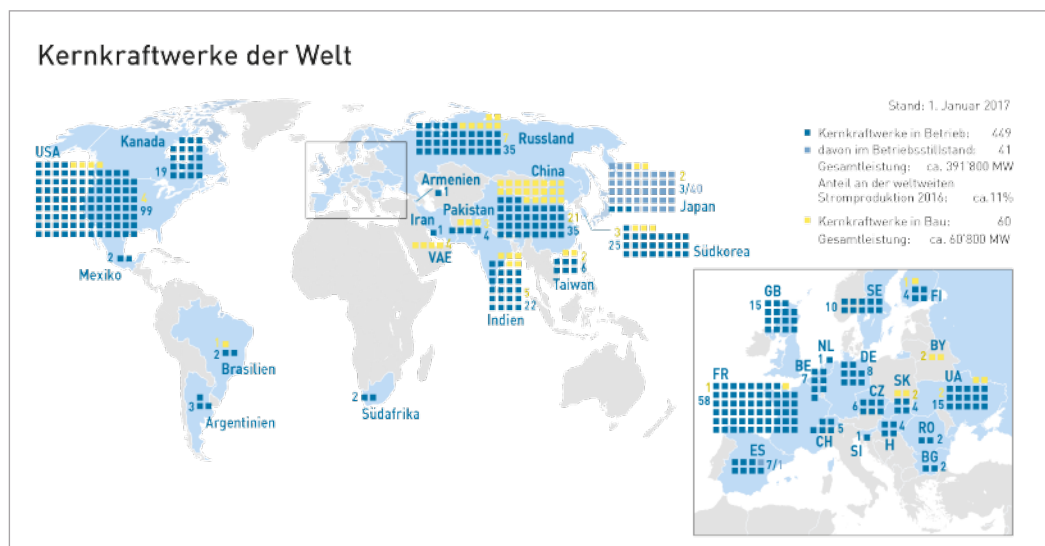 Kernkraftwerke der Welt
Stand: 1. Januar 2017
Kernkraftwerke in Betrieb: 449
davon im Betriebsstillstand: 41
Gesamtleistung: ca. 391'800 MW
Anteil an der weltweiten
Stromproduktion 2016: ca. 11%
Kernkraftwerke in Bau: 60
Gesamtleistung: ca. 60'800 MW
Kanada
19
USA
99
Mexiko
2
Brasilien
1
2
Argentinien
3
Südafrika
2
Russland
35
Armenien
1
Iran
1
Pakistan
4
VAE
4
China
21
35
Indien
5
22
Taiwan
2
6
Japan
2
3/40
Südkorea
3
25
GB
15
SE
10
FI
1
4
NL
1
BE
7
DE
8
BY
2
FR
1
58
CZ
6
SK
2
4
UA
15
CH
5
SI
1
H
4
RO
2
BG
2
ES
7/1